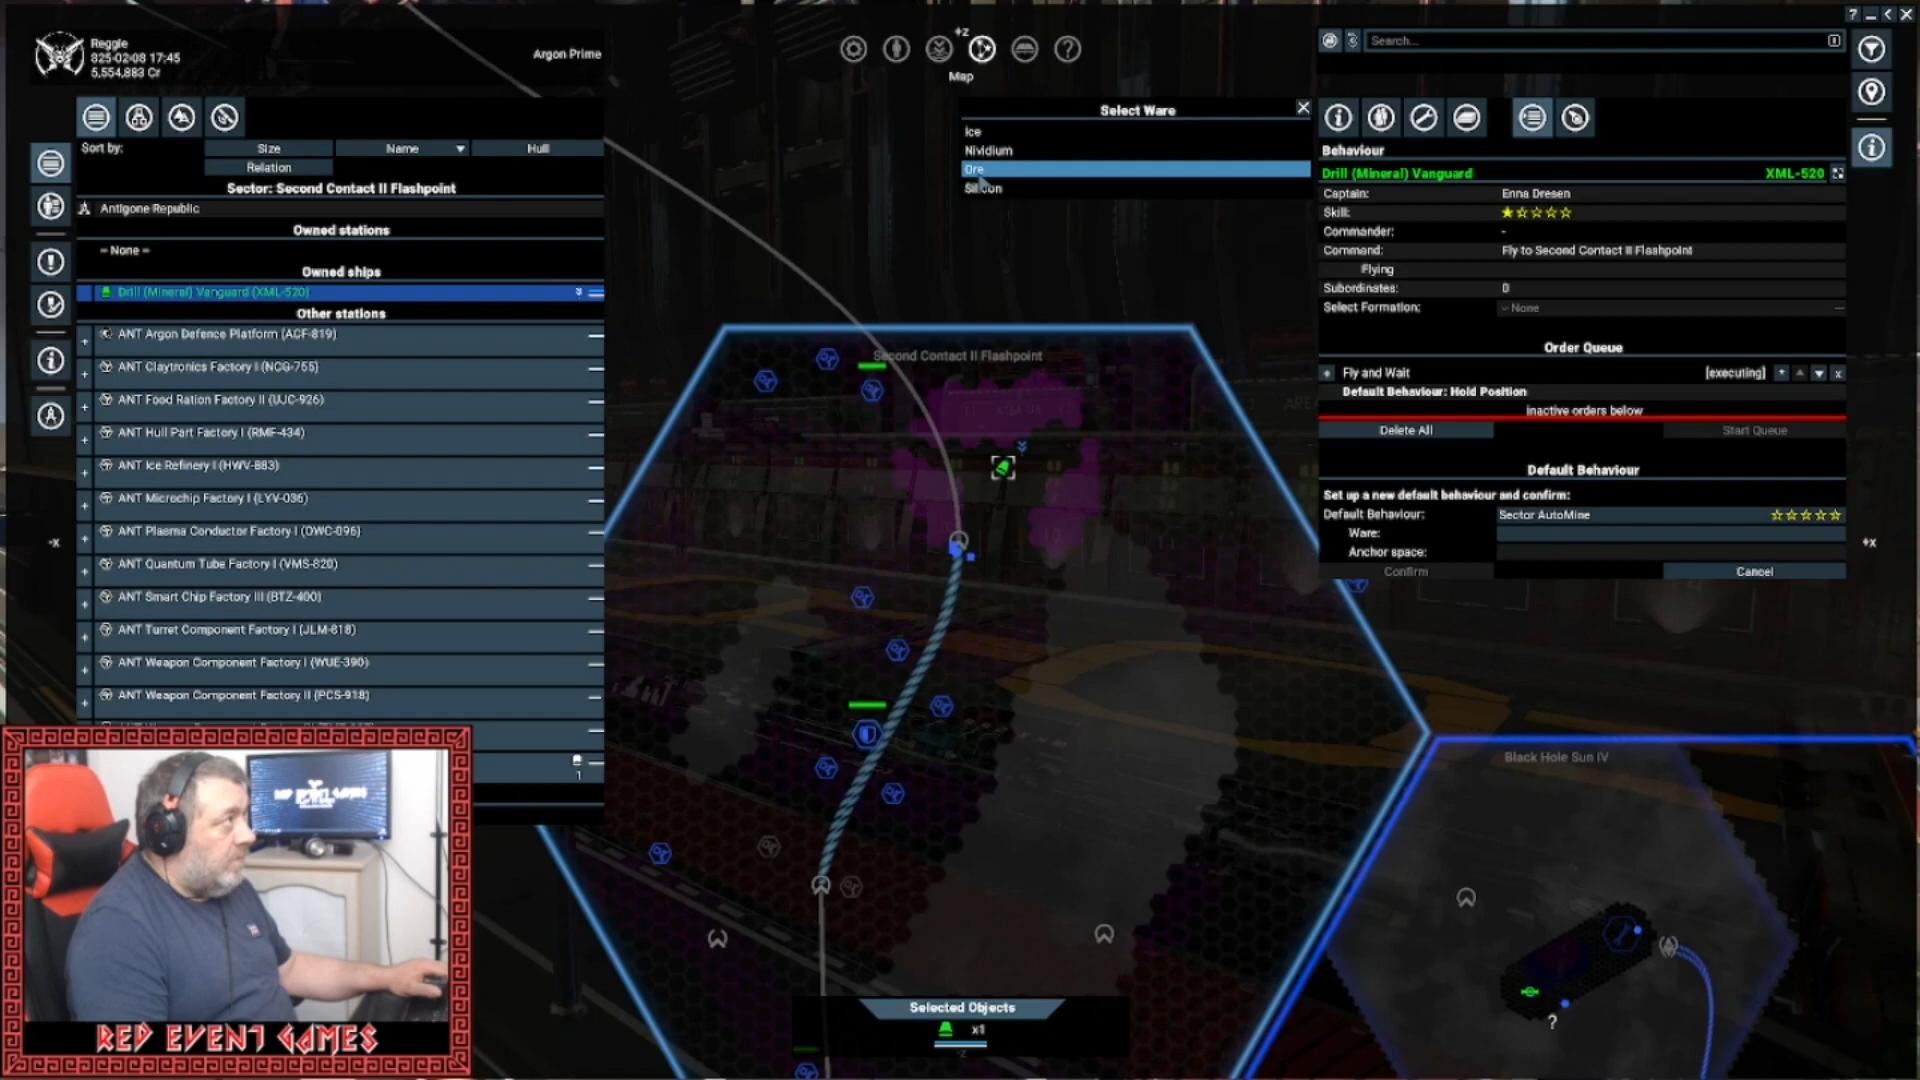 Reggie
825-02-08 17:45
5,554,883 Cr
Argon Prime
Sort by:
Size
Name
Hull
Relation
Sector: Second Contact II Flashpoint
Antigone Republic
Owned stations
-- None --
Owned ships
Drill (Mineral) Vanguard (XML-520)
Other stations
ANT Argon Defence Platform (ACF-819)
ANT Claytronics Factory I (NCG-755)
ANT Food Ration Factory II (UJC-926)
ANT Hull Part Factory I (RMF-434)
ANT Ice Refinery I (HWV-883)
ANT Microchip Factory I (LYV-036)
ANT Plasma Conductor Factory I (OWC-096)
ANT Quantum Tube Factory I (VMS-820)
ANT Smart Chip Factory III (BTZ-400)
ANT Turret Component Factory I (JLM-818)
ANT Weapon Component Factory I (WUE-390)
ANT Weapon Component Factory II (PCS-918)
1
-x
+z
Map
Select Ware
Ice
Nividium
Ore
Silicon
Second Contact II Flashpoint
Black Hole Sun IV
?
Selected Objects
x1
-z
Search...
Behaviour
Drill (Mineral) Vanguard XML-520
Captain: Enna Dresen
Skill:
Commander: -
Command: Fly to Second Contact II Flashpoint
Flying
Subordinates: 0
Select Formation: None
Order Queue
+ Fly and Wait [executing] x
Default Behaviour: Hold Position
inactive orders below
Delete All Start Queue
Default Behaviour
Set up a new default behaviour and confirm:
Default Behaviour: Sector AutoMine
Ware:
Anchor space:
Confirm Cancel
+x
RED EVENT GAMES
RED EVENT GAMES